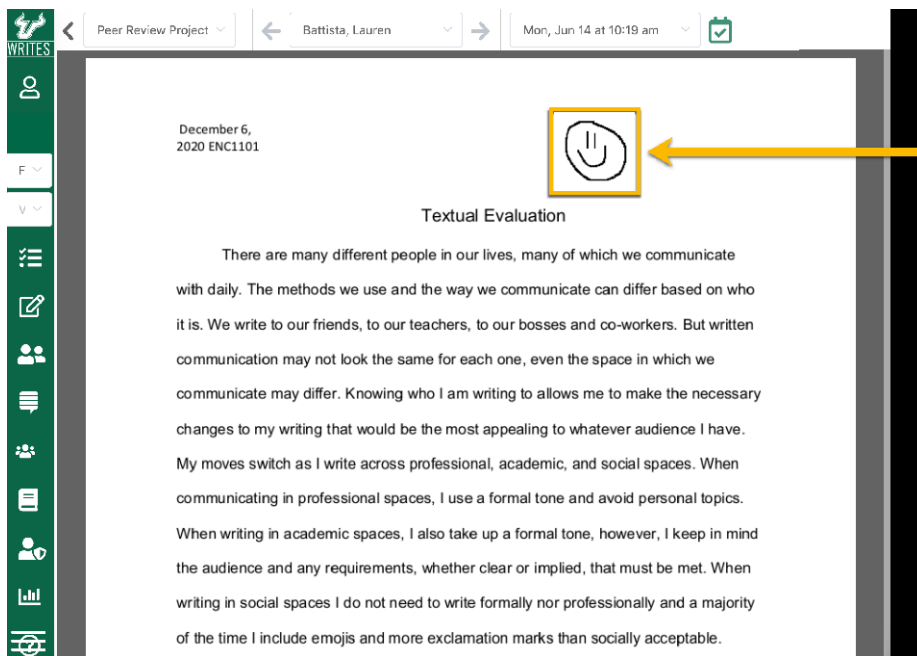 WRITES
Peer Review Project
Battista, Lauren
Mon, Jun 14 at 10:19 am
F
V
December 6,
2020 ENC1101
Textual Evaluation
There are many different people in our lives, many of which we communicate
with daily. The methods we use and the way we communicate can differ based on who
it is. We write to our friends, to our teachers, to our bosses and co-workers. But written
communication may not look the same for each one, even the space in which we
communicate may differ. Knowing who I am writing to allows me to make the necessary
changes to my writing that would be the most appealing to whatever audience I have.
My moves switch as I write across professional, academic, and social spaces. When
communicating in professional spaces, I use a formal tone and avoid personal topics.
When writing in academic spaces, I also take up a formal tone, however, I keep in mind
the audience and any requirements, whether clear or implied, that must be met. When
writing in social spaces I do not need to write formally nor professionally and a majority
of the time I include emojis and more exclamation marks than socially acceptable.